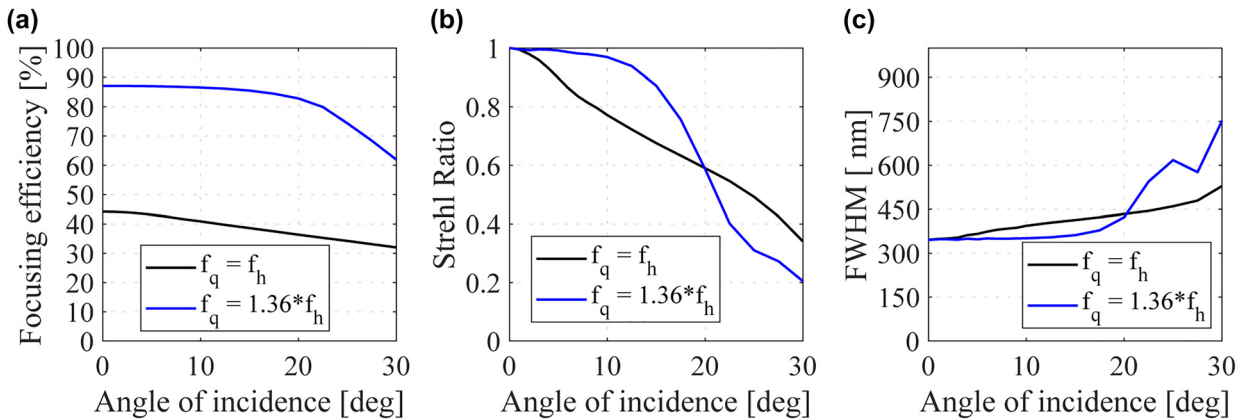 (a)
Focusing efficiency [%]
100
90
80
70
60
50
40
30
20
10
0
f_q = f_h
f_q = 1.36*f_h
0 10 20 30
Angle of incidence [deg]
(b)
Strehl Ratio
1
0.8
0.6
0.4
0.2
0
f_q = f_h
f_q = 1.36*f_h
0 10 20 30
Angle of incidence [deg]
(c)
FWHM [ nm]
900
750
600
450
300
150
0
f_q = f_h
f_q = 1.36*f_h
0 10 20 30
Angle of incidence [deg]